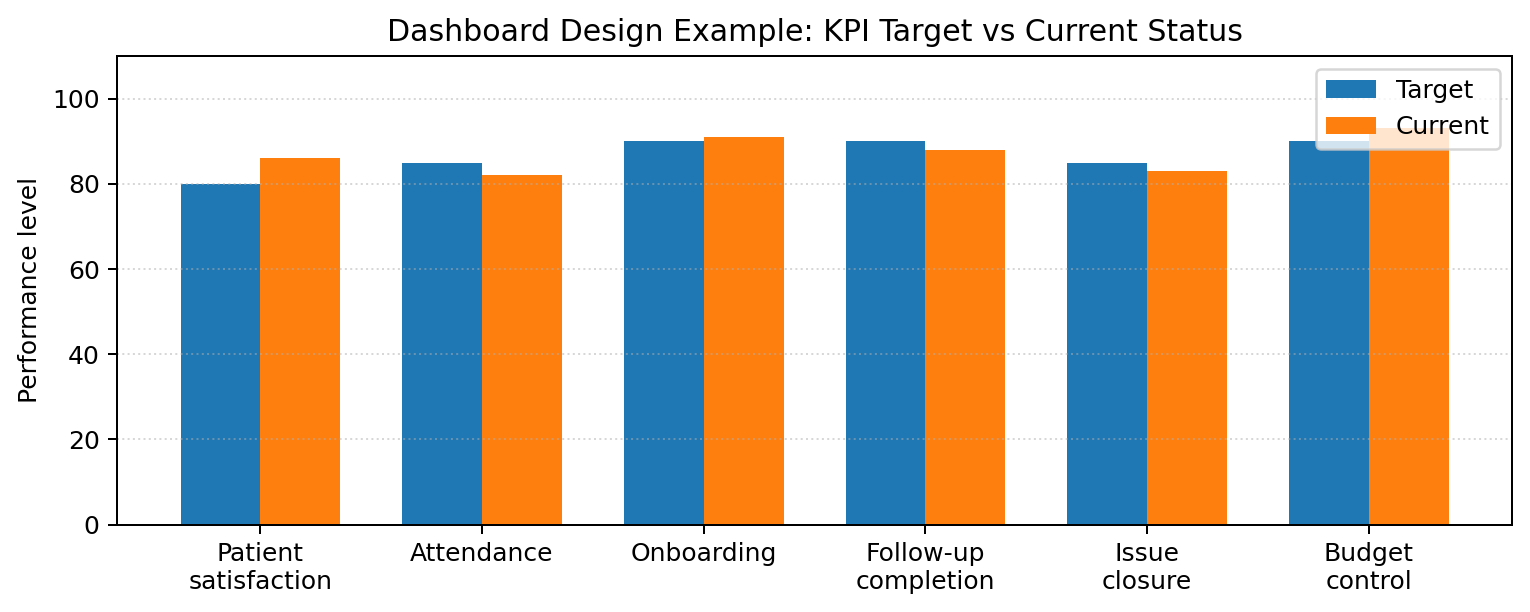 Dashboard Design Example: KPI Target vs Current Status
Target
Current
Performance level
100
80
60
40
20
0
Patient
satisfaction
Attendance
Onboarding
Follow-up
completion
Issue
closure
Budget
control